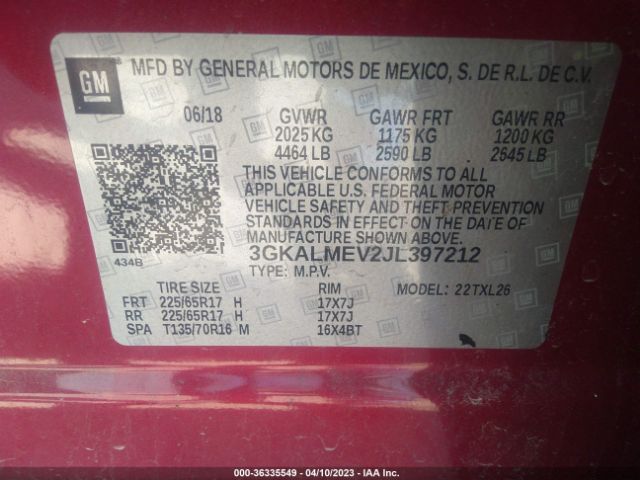 GM
MFD BY GENERAL MOTORS DE MEXICO, S. DE R.L. DE C.V.
06/18 GVWR GAWR FRT GAWR RR
2025 KG 1175 KG 1200 KG
4464 LB 2590 LB 2645 LB
THIS VEHICLE CONFORMS TO ALL
APPLICABLE U.S. FEDERAL MOTOR
VEHICLE SAFETY AND THEFT PREVENTION
STANDARDS IN EFFECT ON THE DATE OF
MANUFACTURE SHOWN ABOVE.
434B 3GKALMEV2JL397212
TYPE: M.P.V.
TIRE SIZE RIM MODEL: 22TXL26
FRT 225/65R17 H 17X7J
RR 225/65R17 H 17X7J
SPA T135/70R16 M 16X4BT
000-36335549 - 04/10/2023 - IAA Inc.